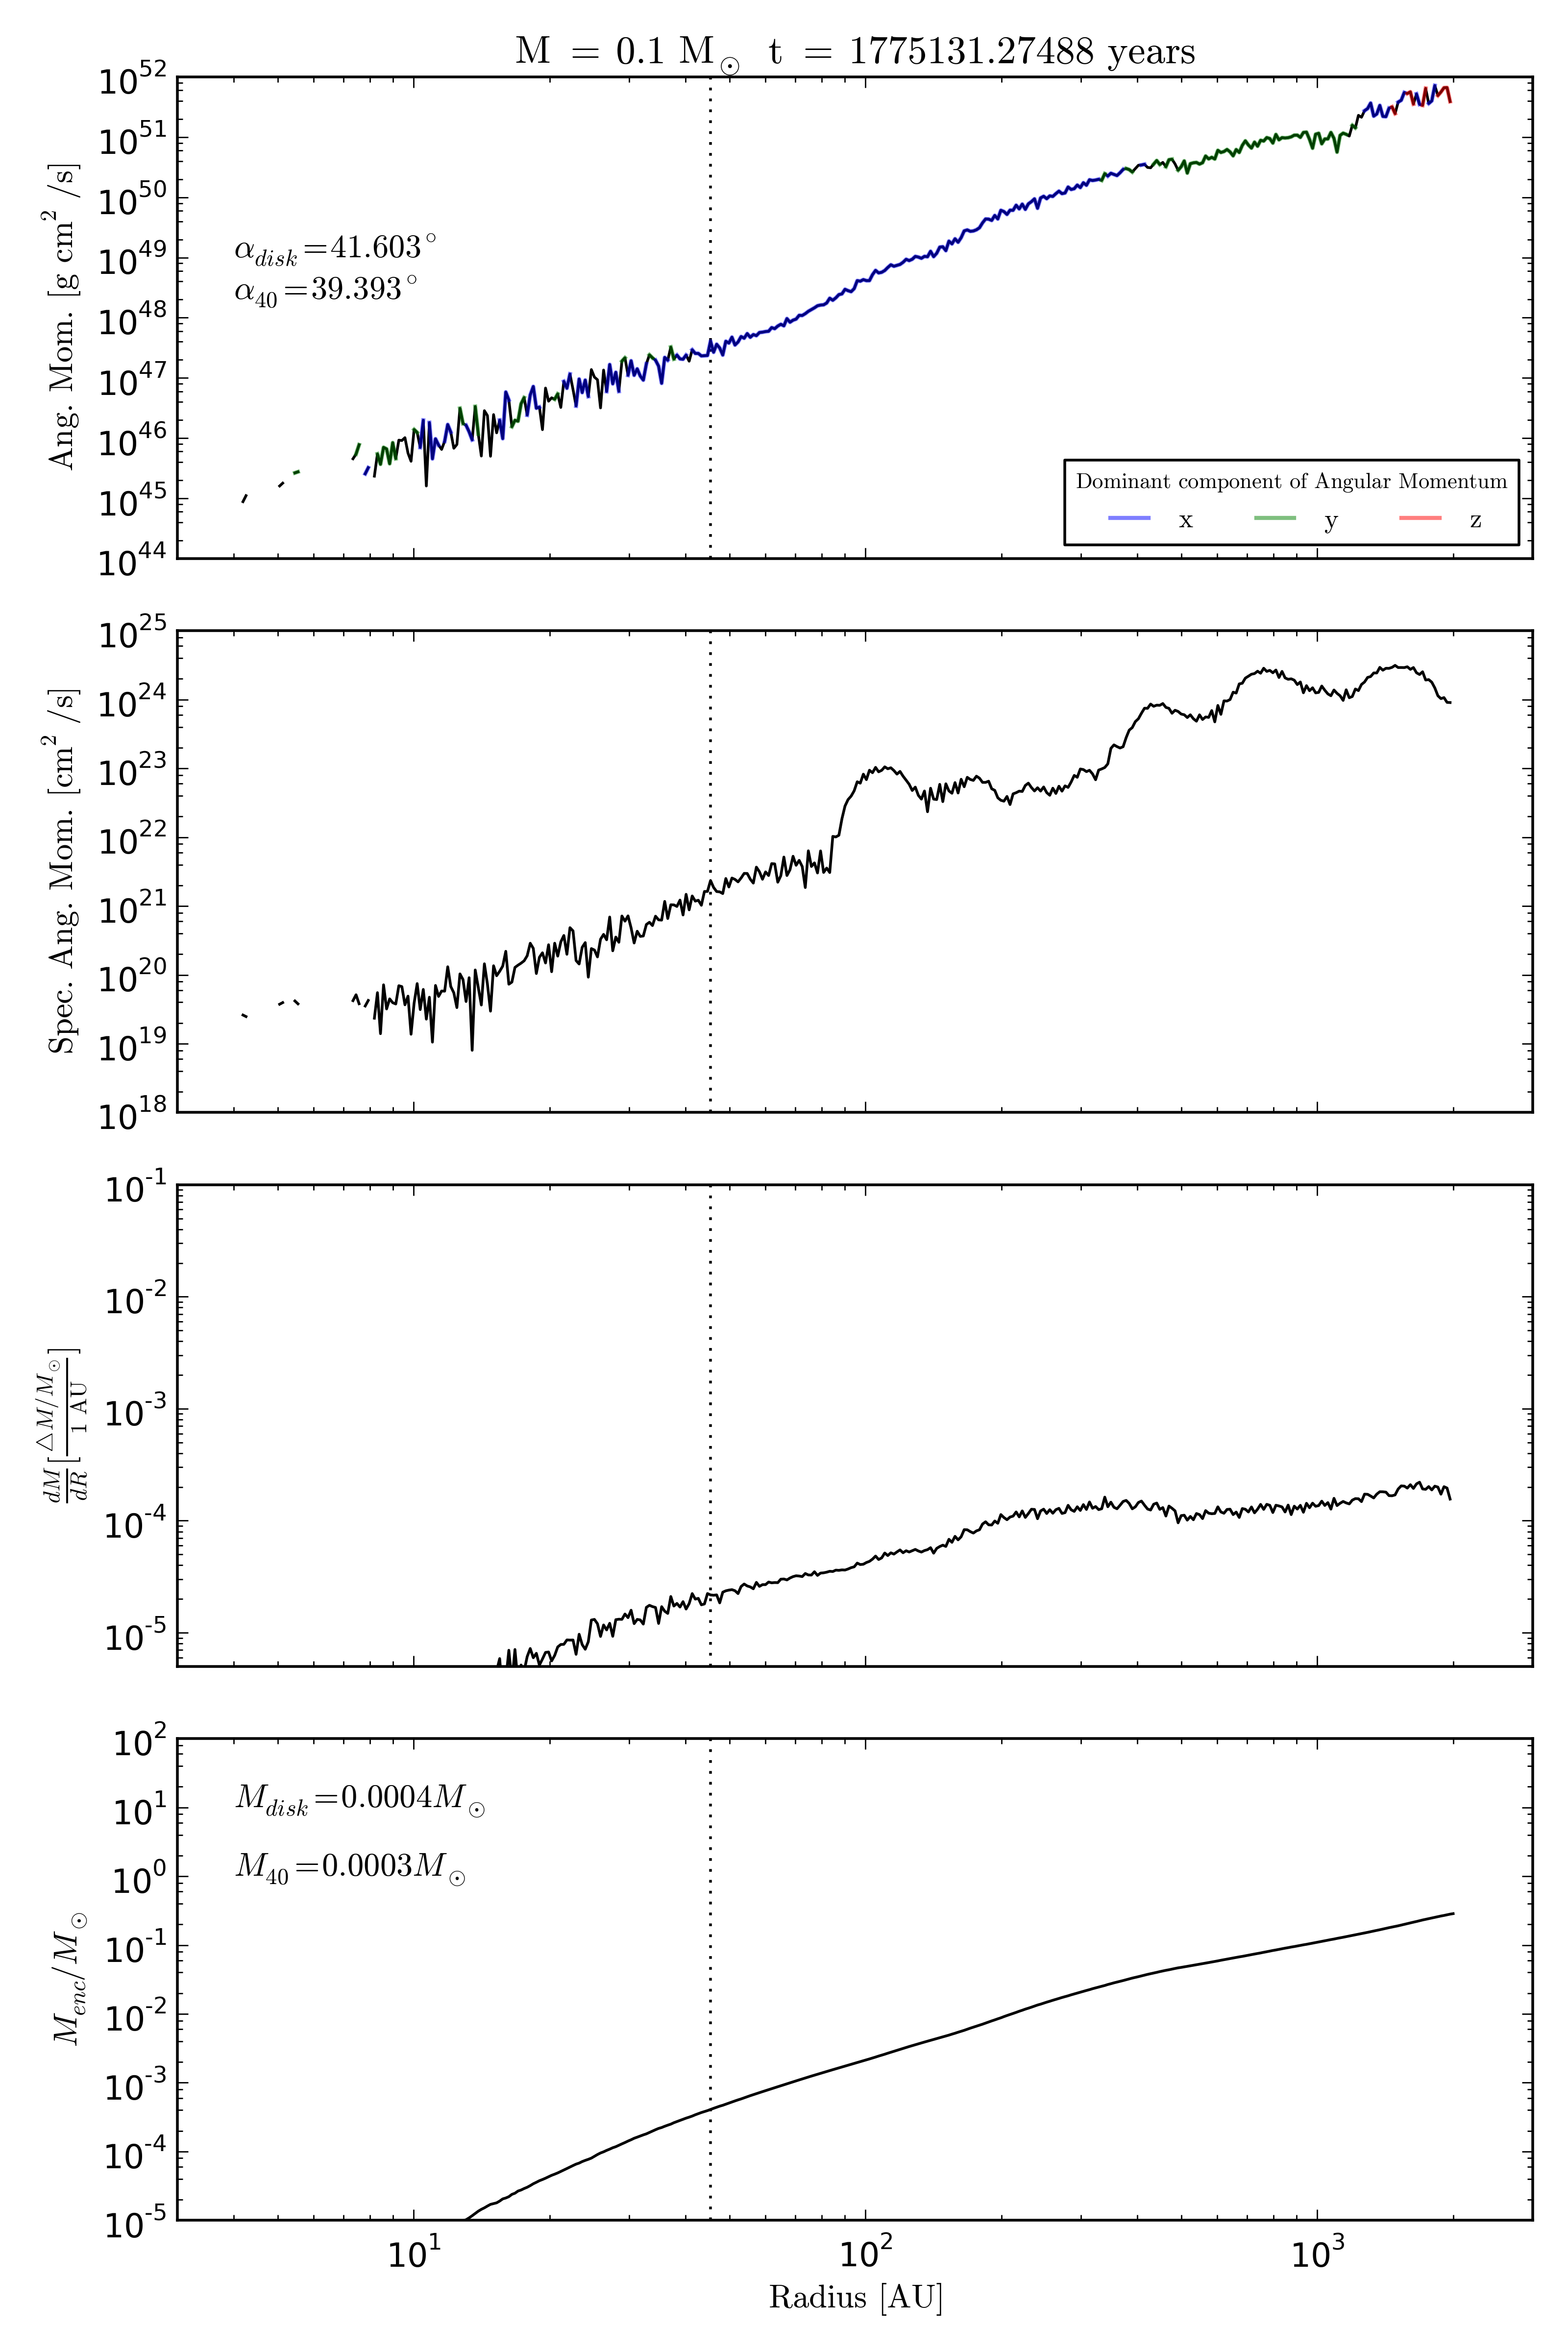 M = 0.1 M☉ t = 1775131.27488 years
10^52
10^51
10^50
10^49
10^48
10^47
10^46
10^45
10^44
Ang. Mom. [g cm^2 /s]
α_disk=41.603°
α_40=39.393°
Dominant component of Angular Momentum
x y z
10^25
10^24
10^23
10^22
10^21
10^20
10^19
10^18
Spec. Ang. Mom. [cm^2 /s]
10^-1
10^-2
10^-3
10^-4
10^-5
dM/dR [△M/M☉ / 1 AU]
10^2
10^1
10^0
10^-1
10^-2
10^-3
10^-4
10^-5
M_enc/M☉
M_disk=0.0004M☉
M_40=0.0003M☉
10^1 10^2 10^3
Radius [AU]